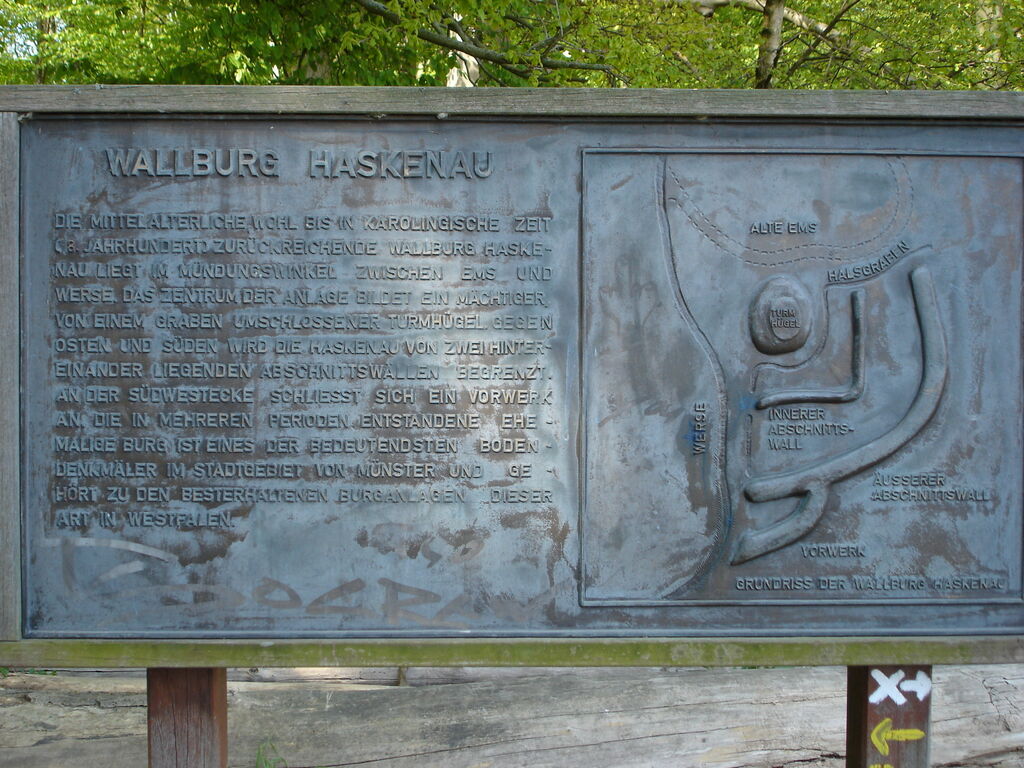 WALLBURG HASKENAU
DIE MITTELALTERLICHE, WOHL BIS IN KAROLINGISCHE ZEIT
(8. JAHRHUNDERT) ZURÜCKREICHENDE WALLBURG HASKE-
NAU LIEGT IM MÜNDUNGSWINKEL ZWISCHEN EMS UND
WERSE. DAS ZENTRUM DER ANLAGE BILDET EIN MÄCHTIGER,
VON EINEM GRABEN UMSCHLOSSENER TURMHÜGEL. GEGEN
OSTEN UND SÜDEN WIRD DIE HASKENAU VON ZWEI HINTER-
EINANDER LIEGENDEN ABSCHNITTSWÄLLEN BEGRENZT.
AN DER SÜDWESTECKE SCHLIESST SICH EIN VORWERK
AN. DIE IN MEHREREN PERIODEN ENTSTANDENE EHE-
MALIGE BURG IST EINES DER BEDEUTENDSTEN BODEN-
DENKMÄLER IM STADTGEBIET VON MÜNSTER UND GE-
HÖRT ZU DEN BESTERHALTENEN BURGANLAGEN DIESER
ART IN WESTFALEN.
ALTE EMS
HALSGRABEN
TURM
HÜGEL
WERSE
INNERER
ABSCHNITTS-
WALL
ÄUSSERER
ABSCHNITTSWALL
VORWERK
GRUNDRISS DER WALLBURG HASKENAU
X